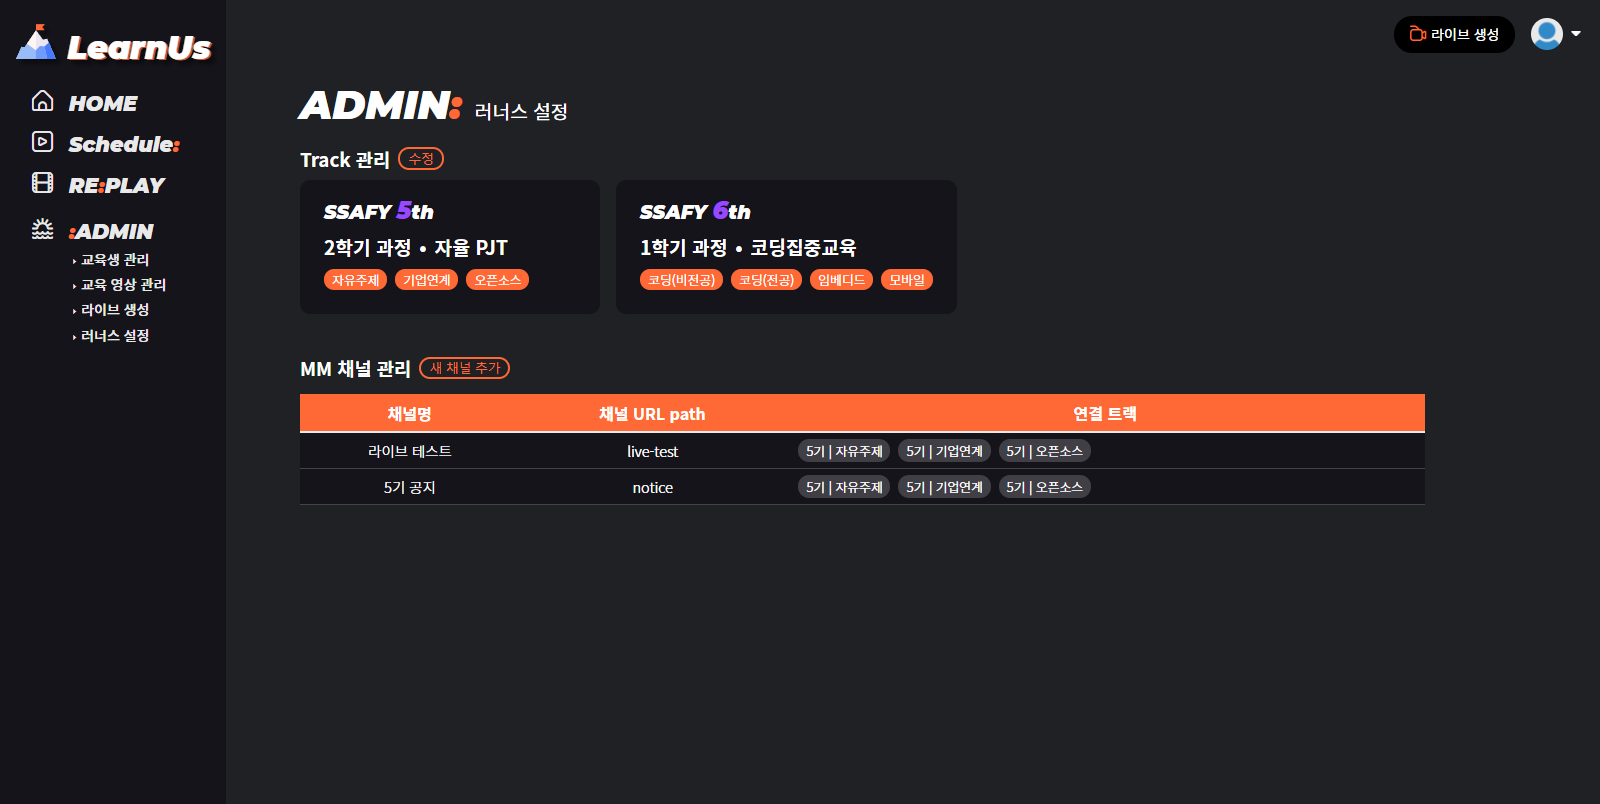 LearnUs
HOME
Schedule:
RE:PLAY
:ADMIN
교육생 관리
교육 영상 관리
라이브 생성
러너스 설정
라이브 생성
ADMIN: 러너스 설정
Track 관리 수정
SSAFY 5th
2학기 과정 • 자율 PJT
자유주제 기업연계 오픈소스
SSAFY 6th
1학기 과정 • 코딩집중교육
코딩(비전공) 코딩(전공) 임베디드 모바일
MM 채널 관리 새 채널 추가
채널명 채널 URL path 연결 트랙
라이브 테스트 live-test 5기 | 자유주제 5기 | 기업연계 5기 | 오픈소스
5기 공지 notice 5기 | 자유주제 5기 | 기업연계 5기 | 오픈소스